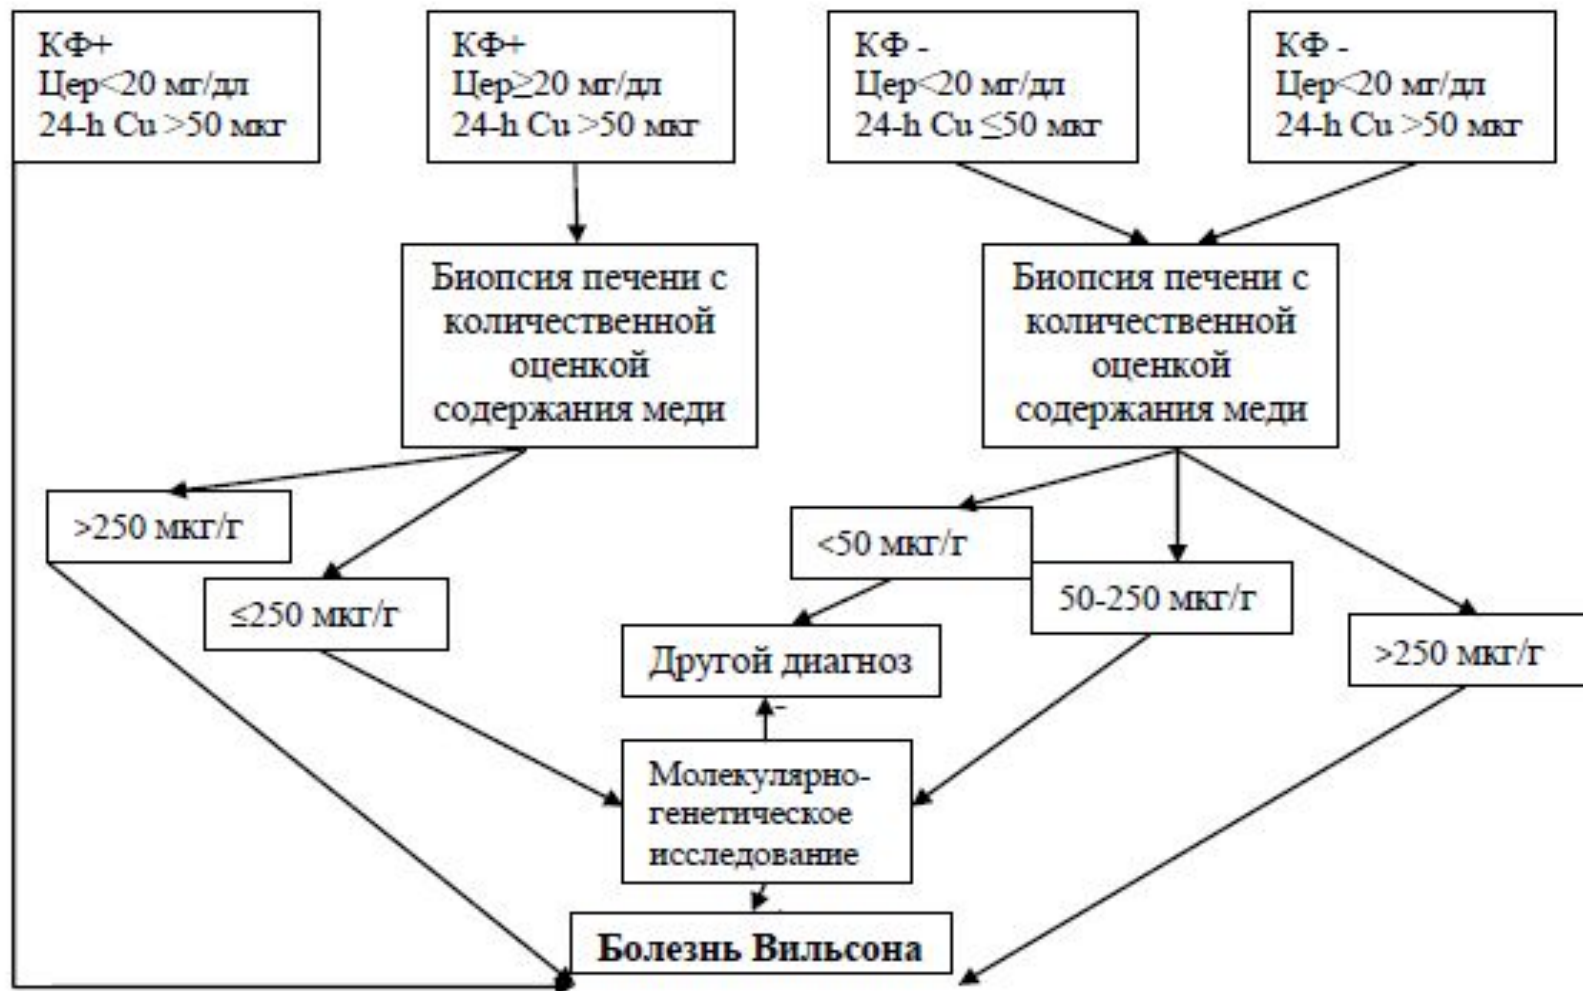 КФ+
Цер<20 мг/дл
24-h Cu >50 мкг
КФ+
Цер≥20 мг/дл
24-h Cu >50 мкг
КФ -
Цер<20 мг/дл
24-h Cu ≤50 мкг
КФ -
Цер<20 мг/дл
24-h Cu >50 мкг
Биопсия печени с
количественной
оценкой
содержания меди
Биопсия печени с
количественной
оценкой
содержания меди
>250 мкг/г
≤250 мкг/г
<50 мкг/г
50-250 мкг/г
>250 мкг/г
Другой диагноз
-
Молекулярно-
генетическое
исследование
Болезнь Вильсона